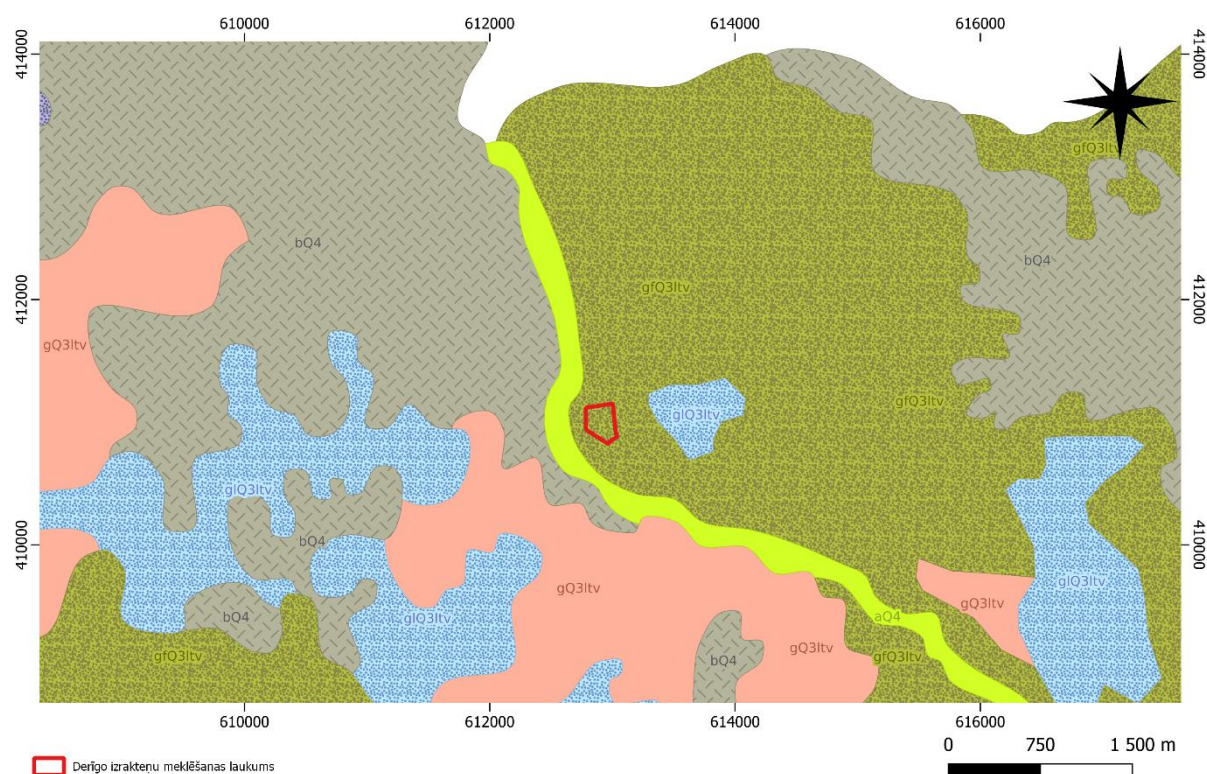 610000 612000 614000 616000
414000 414000
gfQ3ltv
bQ4 bQ4
gfQ3ltv
412000 412000
gQ3ltv
gfQ3ltv
glQ3ltv
glQ3ltv
bQ4
410000 410000
gQ3ltv glQ3ltv
gQ3ltv
bQ4 glQ3ltv aQ4
gfQ3ltv bQ4 gQ3ltv gfQ3ltv
610000 612000 614000 616000
0 750 1 500 m
Derīgo izrakteņu meklēšanas laukums